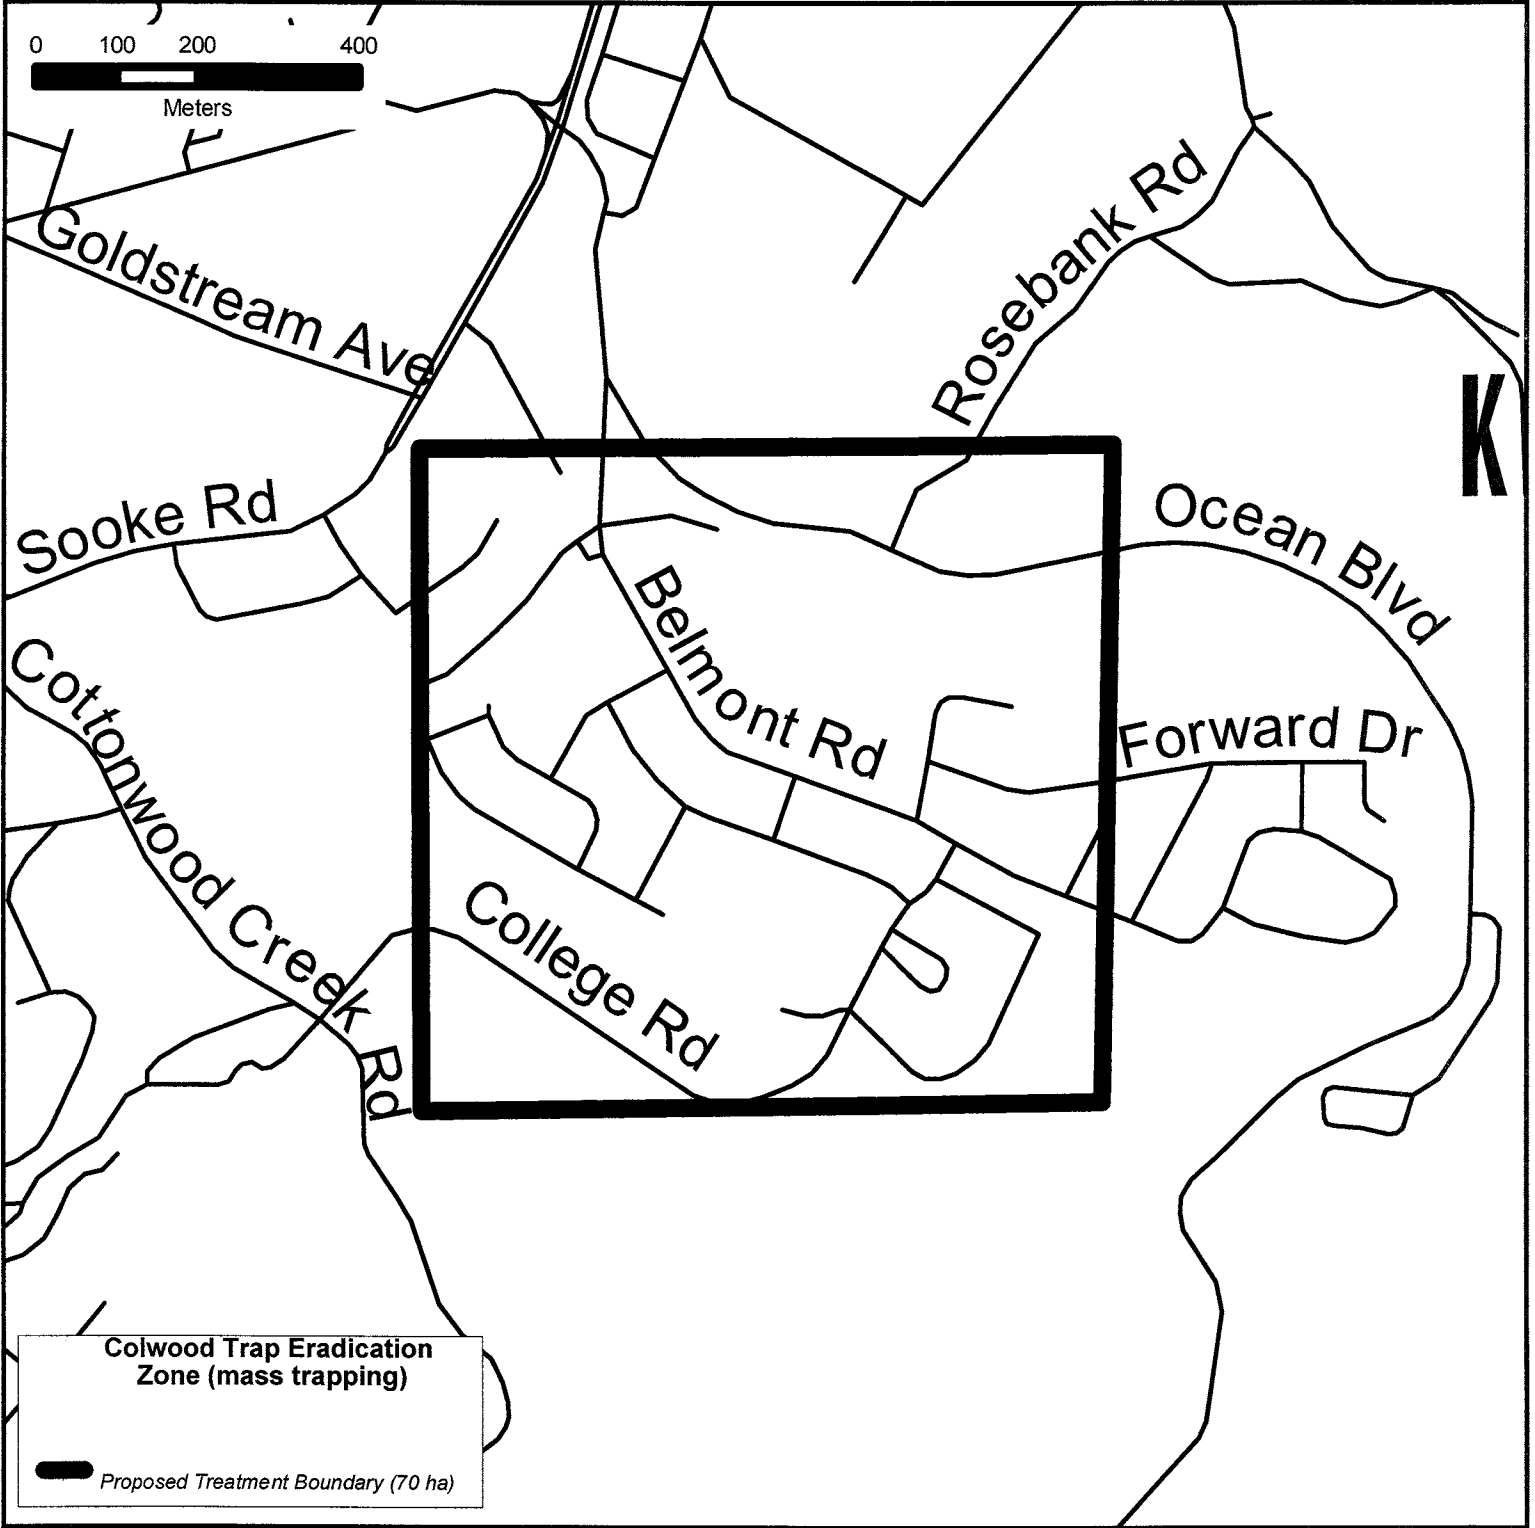 0 100 200 400
Meters
Goldstream Ave
Rosebank Rd
K
Sooke Rd
Ocean Blvd
Belmont Rd
Cottonwood Creek Rd
Forward Dr
College Rd
Colwood Trap Eradication
Zone (mass trapping)
Proposed Treatment Boundary (70 ha)